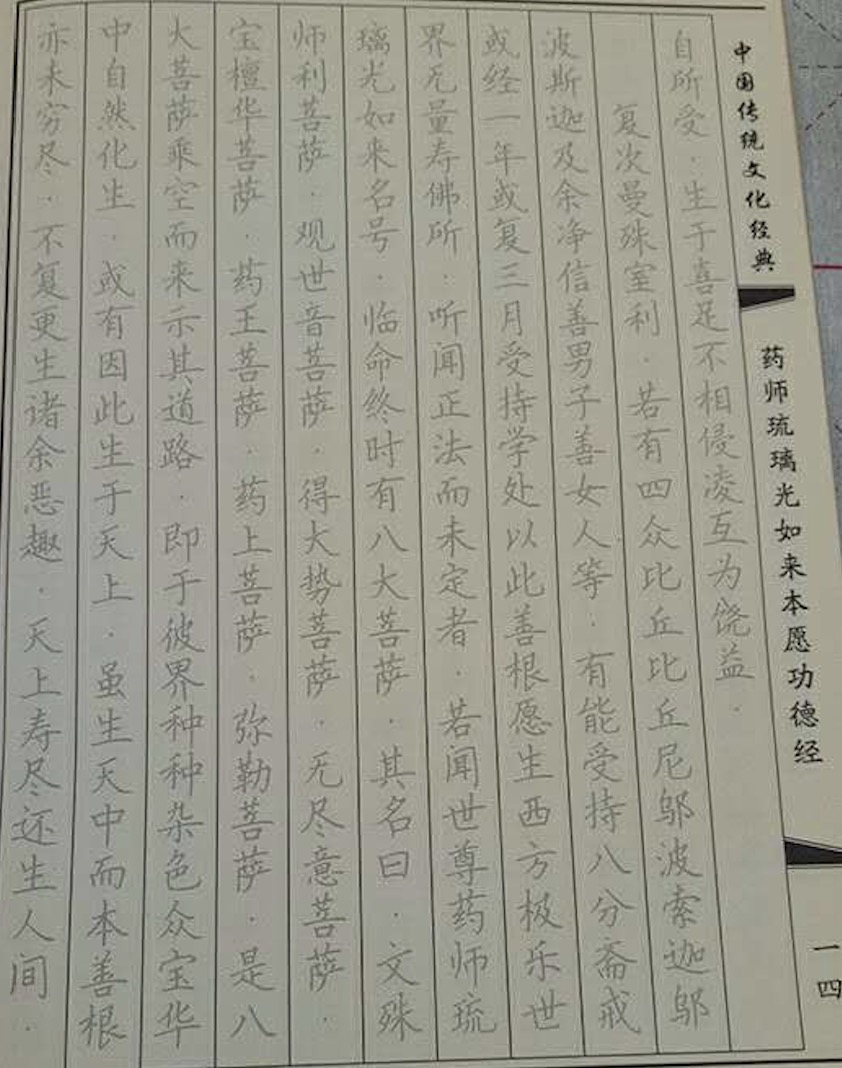 中国传统文化经典
药师琉璃光如来本愿功德经
一四
自所受·生于喜足不相侵凌互为饶益·
复次曼殊室利·若有四众比丘比丘尼邬波索迦邬
波斯迦及余净信善男子善女人等·有能受持八分斋戒
或经一年或复三月受持学处以此善根愿生西方极乐世
界无量寿佛所·听闻正法而未定者·若闻世尊药师琉
璃光如来名号·临命终时有八大菩萨·其名曰·文殊
师利菩萨·观世音菩萨·得大势菩萨·无尽意菩萨·
宝檀华菩萨·药王菩萨·药上菩萨·弥勒菩萨·是八
大菩萨乘空而来示其道路·即于彼界种种杂色众宝华
中自然化生·或有因此生于天上·虽生天中而本善根
亦未穷尽·不复更生诸余恶趣·天上寿尽还生人间·